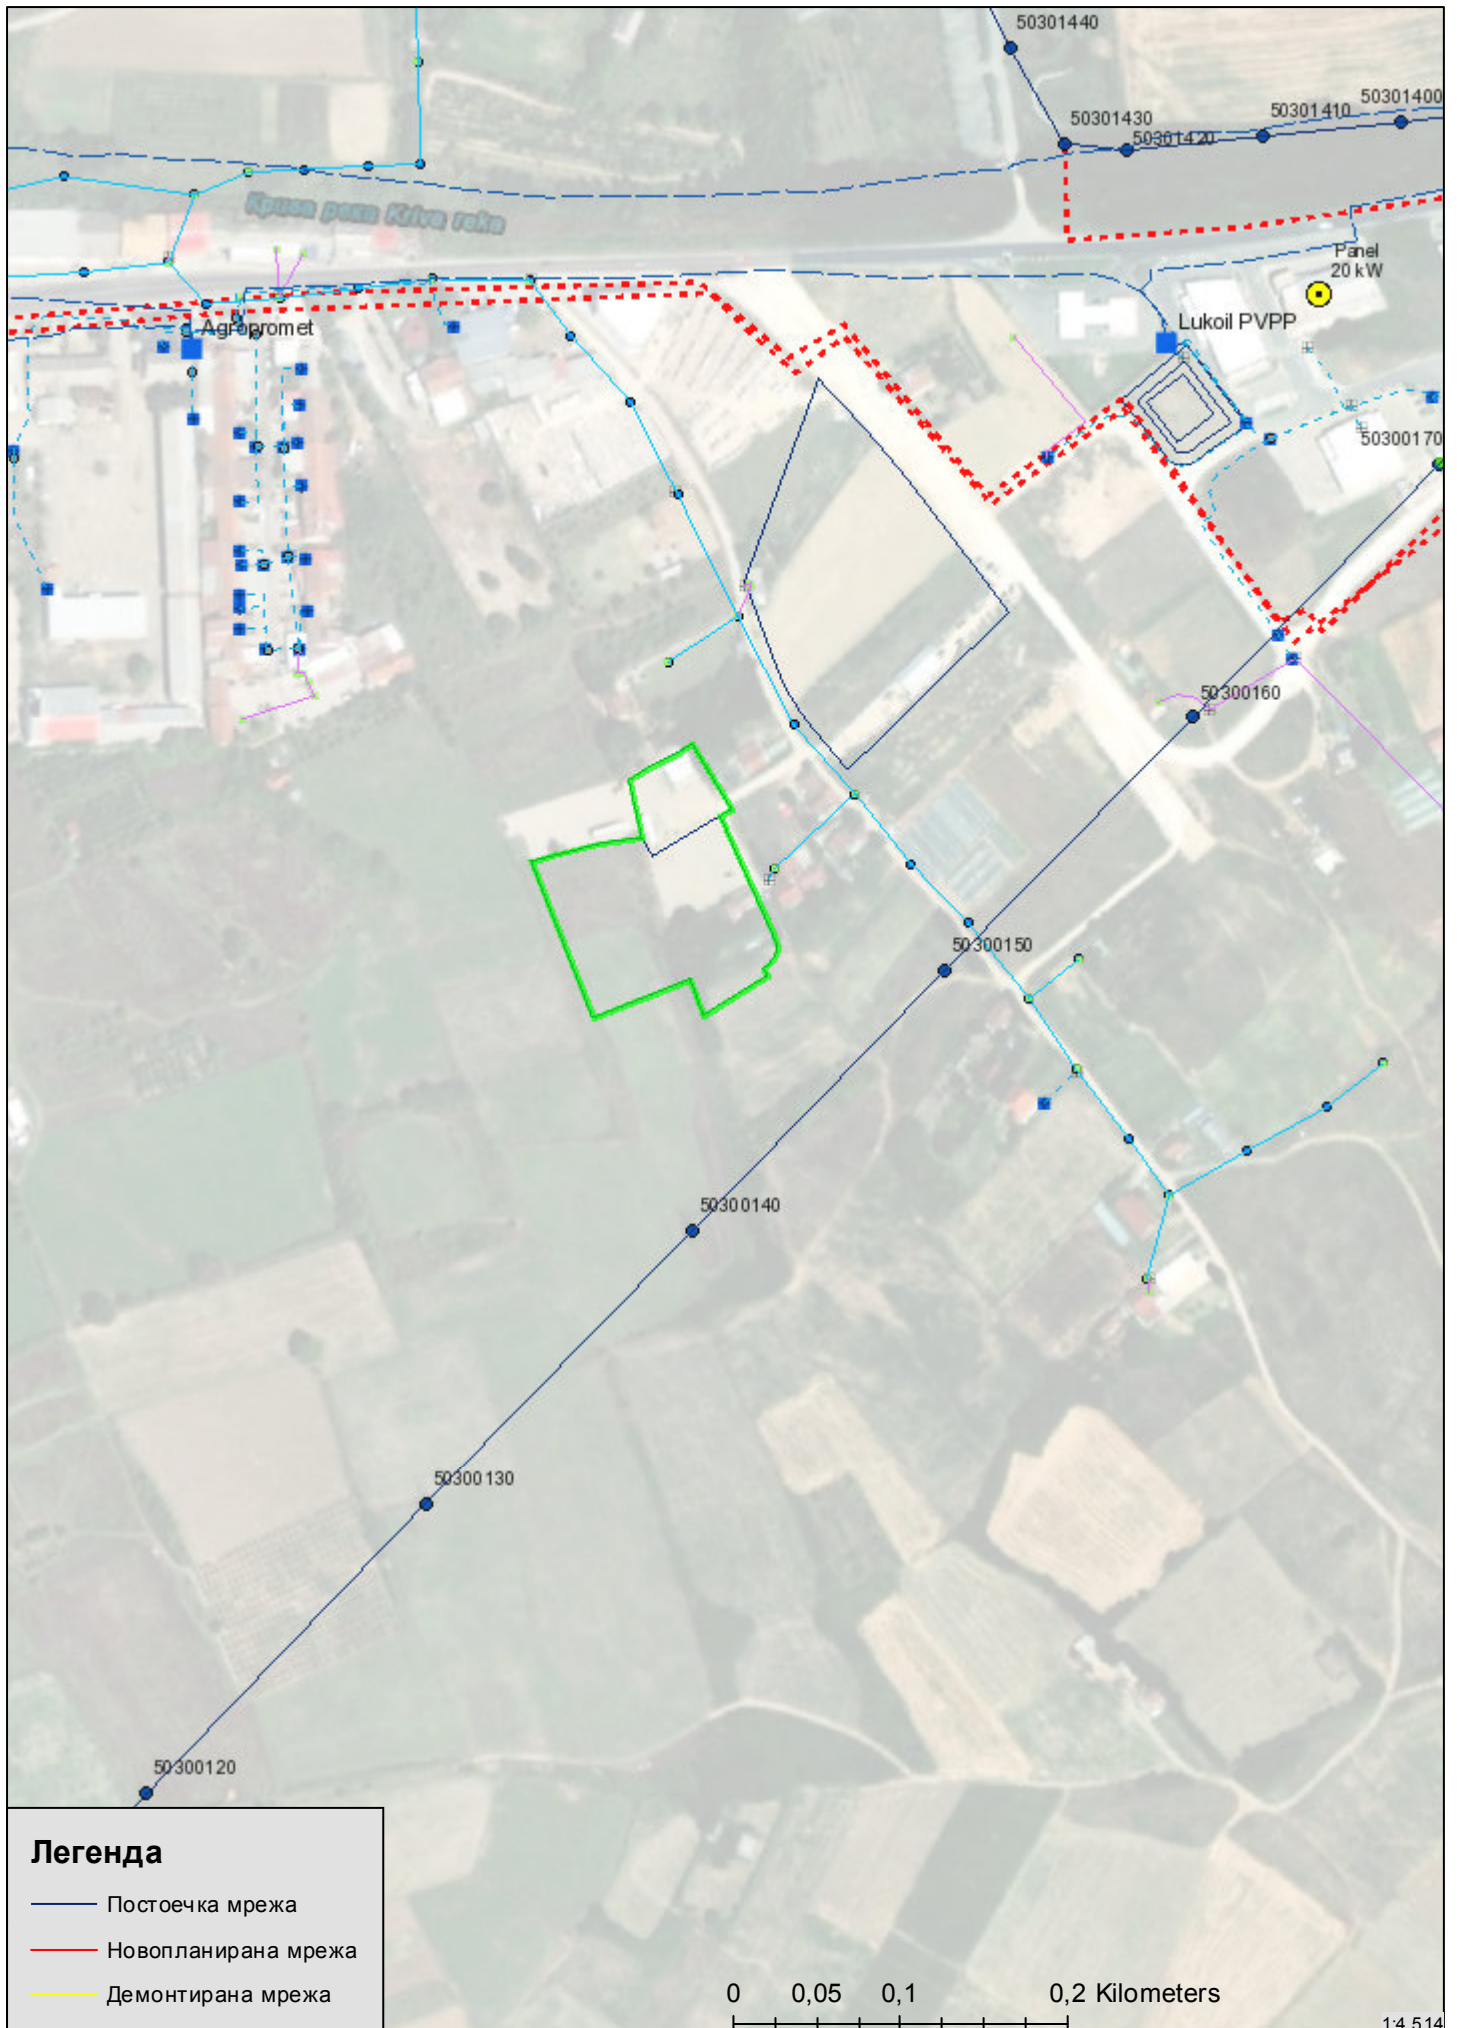 50301440
50301400
50301410
50301430
50301420
Крива река Kriva reka
Panel
20 kW
Agropromet
Lukoil PVPP
50300170
50300160
50300150
50300140
50300130
50300120
Легенда
Постоечка мрежа
Новопланирана мрежа
Демонтирана мрежа
0 0,05 0,1 0,2 Kilometers
1:4.514